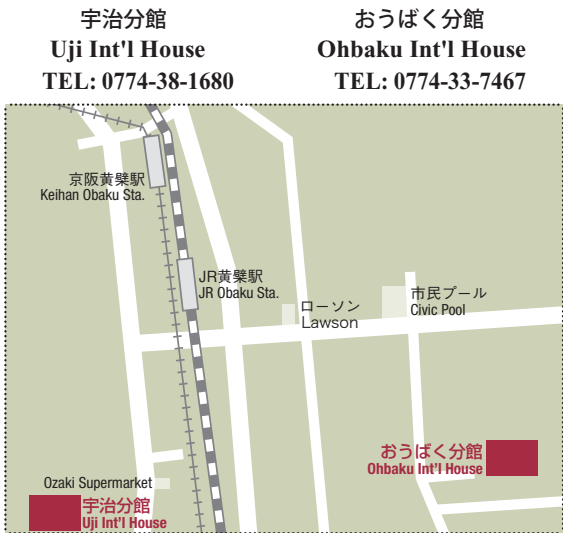 宇治分館
Uji Int'l House
TEL: 0774-38-1680
おうばく分館
Ohbaku Int'l House
TEL: 0774-33-7467
京阪黄檗駅
Keihan Obaku Sta.
JR黄檗駅
JR Obaku Sta.
ローソン
Lawson
市民プール
Civic Pool
おうばく分館
Ohbaku Int'l House
Ozaki Supermarket
宇治分館
Uji Int'l House